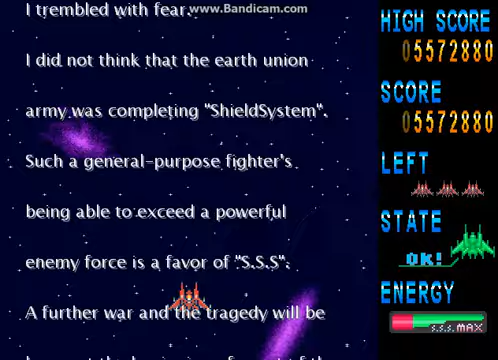 I trembled with fear.
www.Bandicam.com
I did not think that the earth union
army was completing "ShieldSystem".
Such a general-purpose fighter's
being able to exceed a powerful
enemy force is a favor of "S.S.S".
A further war and the tragedy will be
HIGH SCORE
05572880
SCORE
05572880
LEFT
STATE
OK!
ENERGY
S.S.S. MAX